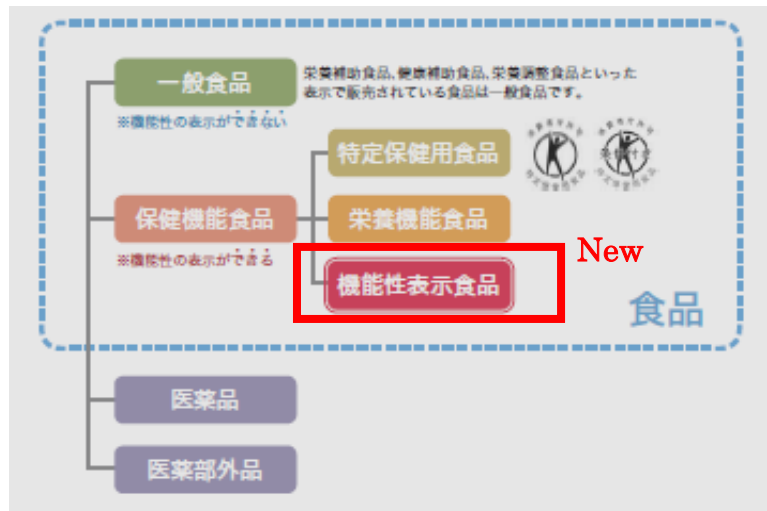 一般食品
栄養補助食品、健康補助食品、栄養調整食品といった
表示で販売されている食品は一般食品です。
※機能性の表示ができない
特定保健用食品
保健機能食品
栄養機能食品
※機能性の表示ができる
機能性表示食品
New
食品
医薬品
医薬部外品